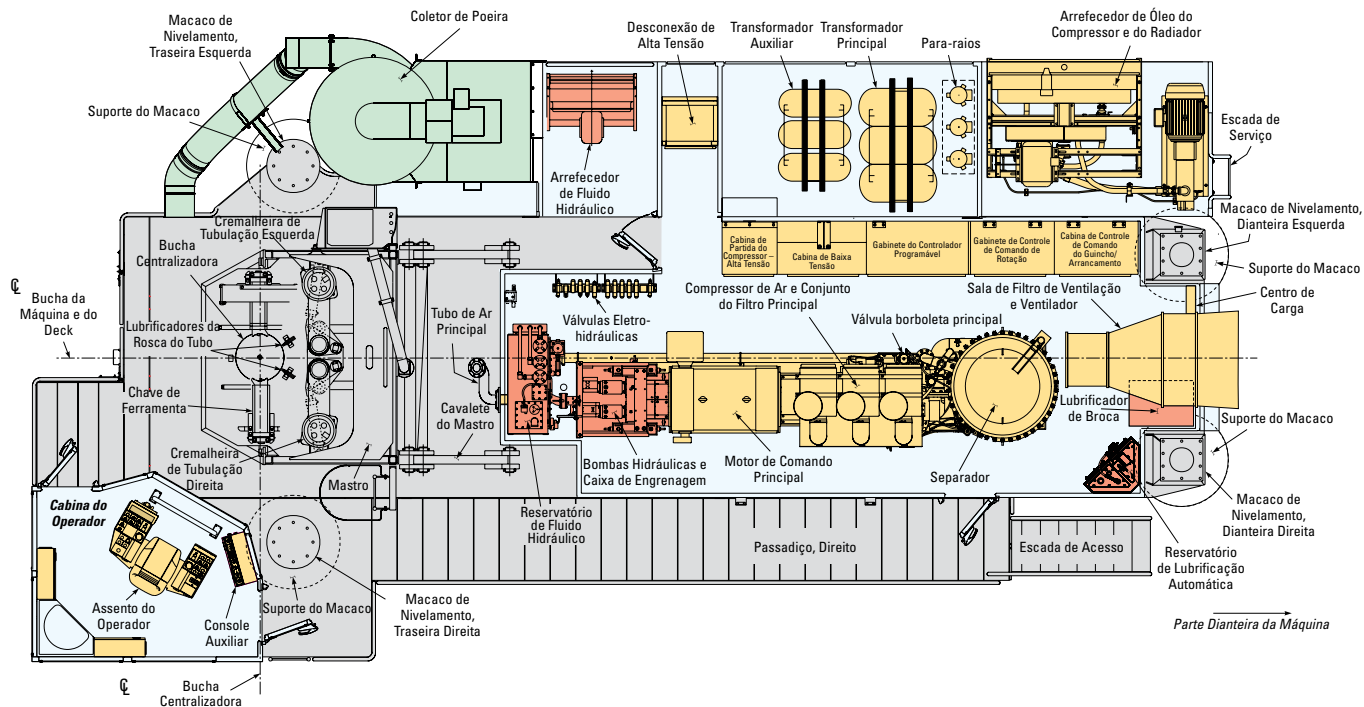 Macaco de
Nivelamento,
Traseira Esquerda
Coletor de Poeira
Desconexão de
Alta Tensão
Transformador
Auxiliar
Transformador
Principal
Para-raios
Arrefecedor de Óleo do
Compressor e do Radiador
Suporte do Macaco
Escada de
Serviço
Arrefecedor
de Fluido
Hidráulico
Cremalheira de
Tubulação Esquerda
Bucha
Centralizadora
Macaco de Nivelamento,
Dianteira Esquerda
Cabina de
Partida do
Compressor –
Alta Tensão
Cabina de Baixa
Tensão
Gabinete do Controlador
Programável
Gabinete de Controle
de Comando de
Rotação
Cabina de Controle
de Comando do
Guincho/
Arrancamento
Suporte do Macaco
℄
Bucha da
Máquina e do
Deck
Lubrificadores da
Rosca do Tubo
Tubo de Ar
Principal
Válvulas Eletro-
hidráulicas
Compressor de Ar e Conjunto
do Filtro Principal
Válvula borboleta principal
Sala de Filtro de Ventilação
e Ventilador
Centro de
Carga
Chave de
Ferramenta
Cavalete
do Mastro
Lubrificador
de Broca
Suporte do Macaco
Cremalheira
de Tubulação
Direita
Mastro
Bombas Hidráulicas e
Caixa de Engrenagem
Motor de Comando
Principal
Separador
Cabina do
Operador
Reservatório
de Fluido
Hidráulico
Macaco de
Nivelamento,
Dianteira Direita
Passadiço, Direito
Escada de Acesso
Reservatório
de Lubrificação
Automática
Assento do
Operador
Console
Auxiliar
Suporte do Macaco
Macaco de
Nivelamento,
Traseira Direita
Parte Dianteira da Máquina
℄
Bucha
Centralizadora